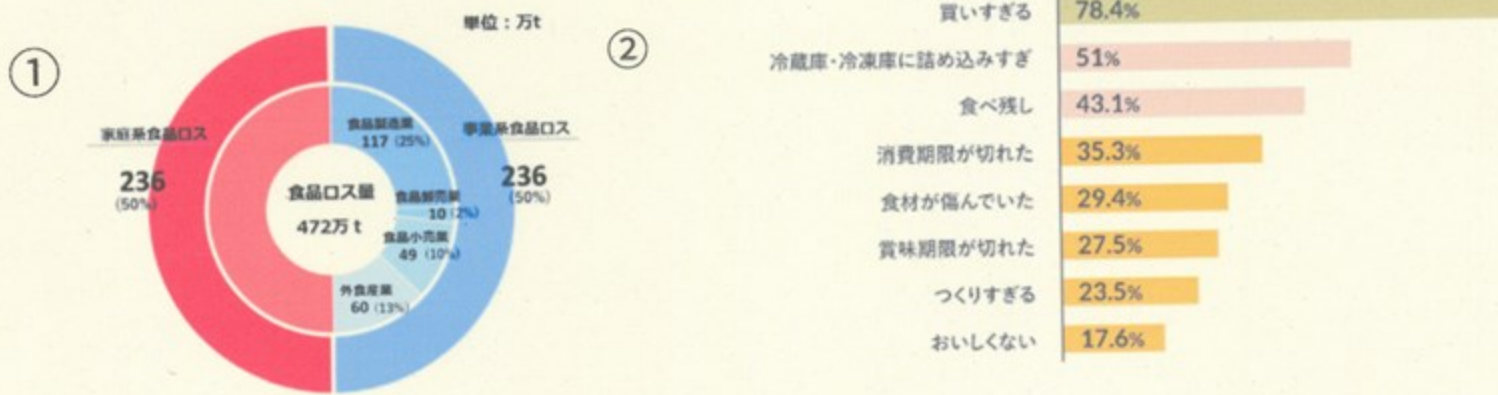 ①
単位:万t
家庭系食品ロス
236
(50%)
食品ロス量
472万t
食品製造業
117 (25%)
食品卸売業
10 (2%)
食品小売業
49 (10%)
外食産業
60 (13%)
事業系食品ロス
236
(50%)
②
買いすぎる 78.4%
冷蔵庫・冷凍庫に詰め込みすぎ 51%
食べ残し 43.1%
消費期限が切れた 35.3%
食材が傷んでいた 29.4%
賞味期限が切れた 27.5%
つくりすぎる 23.5%
おいしくない 17.6%